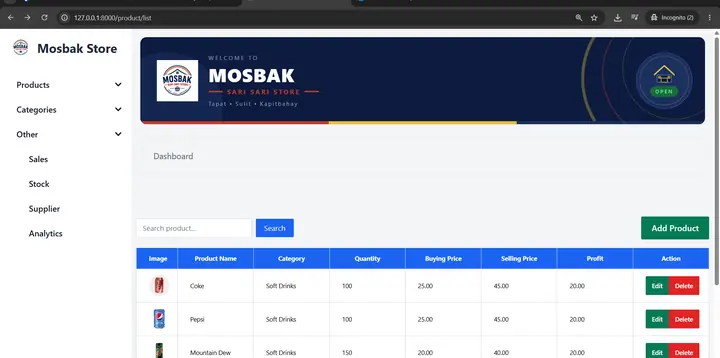 127.0.0.1:8000/product/list
Incognito (2)
Mosbak Store
Products
Categories
Other
Sales
Stock
Supplier
Analytics
WELCOME TO
MOSBAK
SARI SARI STORE
Tapat • Sulit • Kapitbahay
OPEN
Dashboard
Search product...
Search
Add Product
Image Product Name Category Quantity Buying Price Selling Price Profit Action
Coke Soft Drinks 100 25.00 45.00 20.00 Edit Delete
Pepsi Soft Drinks 100 25.00 45.00 20.00 Edit Delete
Mountain Dew Soft Drinks 150 20.00 40.00 20.00 Edit Delete